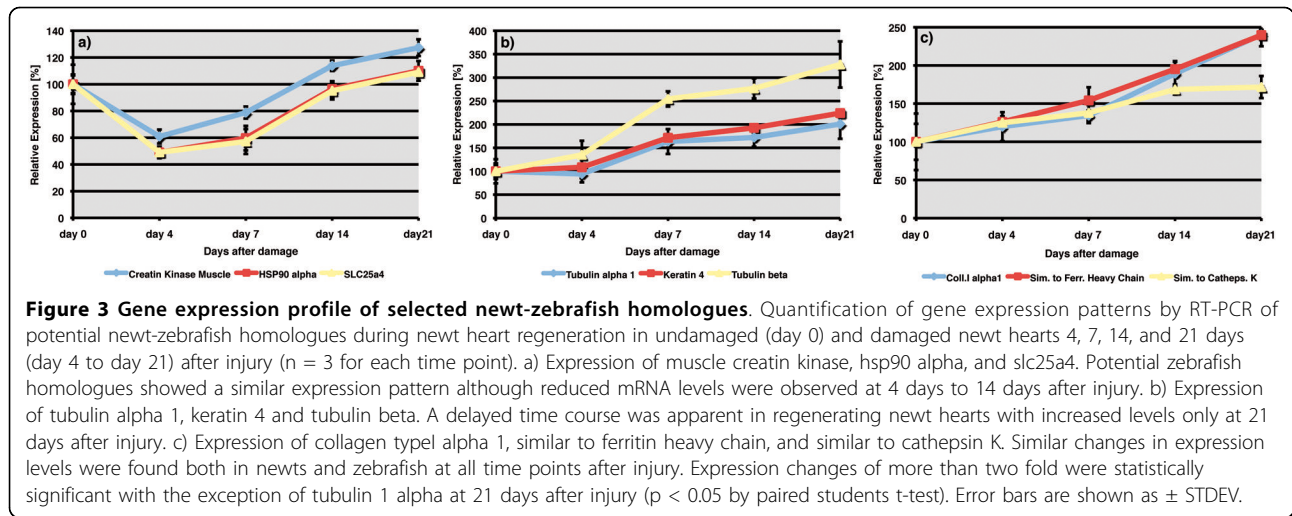 a)
Relative Expression [%]
140
120
100
80
60
40
20
0
day 0 day 4 day 7 day 14 day21
Days after damage
Creatin Kinase Muscle HSP90 alpha SLC25a4
b)
Relative Expression [%]
400
350
300
250
200
150
100
50
0
day 0 day 4 day 7 day 14 day 21
Days after damage
Tubulin alpha 1 Keratin 4 Tubulin beta
c)
Relative Expression [%]
250
200
150
100
50
0
day 0 day 4 day 7 day 14 day21
Days after damage
Coll.I alpha1 Sim. to Ferr. Heavy Chain Sim. to Catheps. K
Figure 3 Gene expression profile of selected newt-zebrafish homologues. Quantification of gene expression patterns by RT-PCR of
potential newt-zebrafish homologues during newt heart regeneration in undamaged (day 0) and damaged newt hearts 4, 7, 14, and 21 days
(day 4 to day 21) after injury (n = 3 for each time point). a) Expression of muscle creatin kinase, hsp90 alpha, and slc25a4. Potential zebrafish
homologues showed a similar expression pattern although reduced mRNA levels were observed at 4 days to 14 days after injury. b) Expression
of tubulin alpha 1, keratin 4 and tubulin beta. A delayed time course was apparent in regenerating newt hearts with increased levels only at 21
days after injury. c) Expression of collagen typeI alpha 1, similar to ferritin heavy chain, and similar to cathepsin K. Similar changes in expression
levels were found both in newts and zebrafish at all time points after injury. Expression changes of more than two fold were statistically
significant with the exception of tubulin 1 alpha at 21 days after injury (p < 0.05 by paired students t-test). Error bars are shown as ± STDEV.